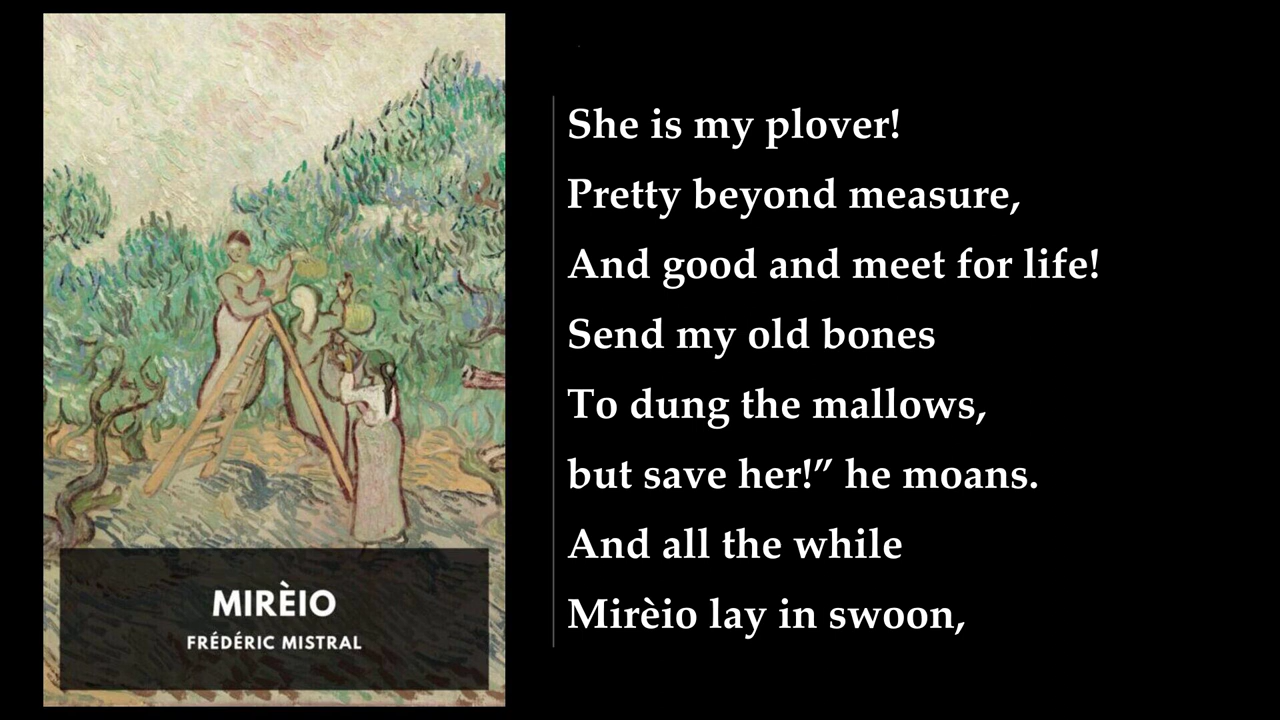 MIRÈIO
FRÉDÉRIC MISTRAL
She is my plover!
Pretty beyond measure,
And good and meet for life!
Send my old bones
To dung the mallows,
but save her!” he moans.
And all the while
Mirèio lay in swoon,